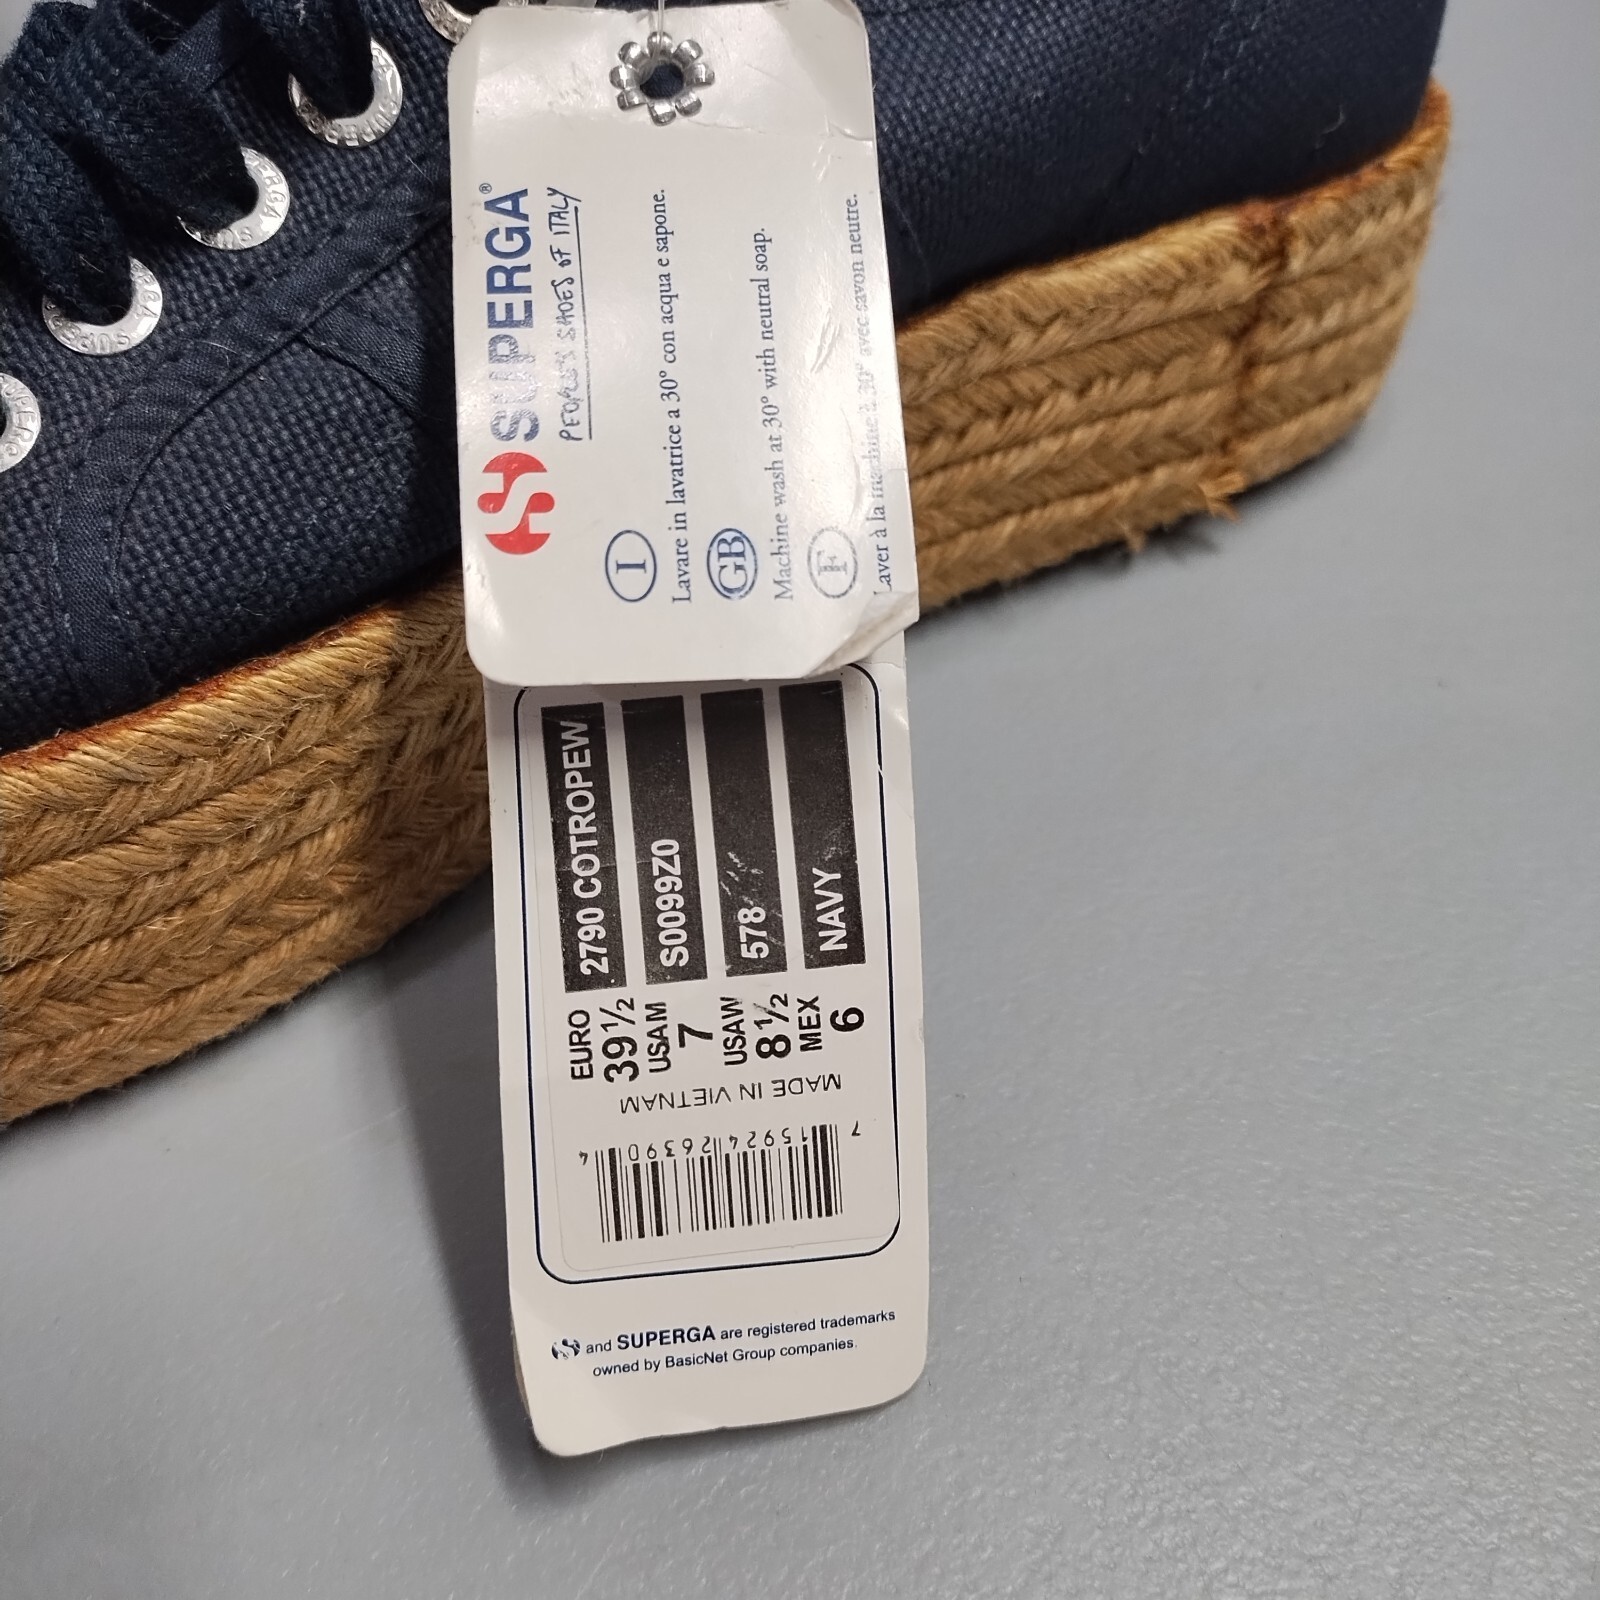 SUPERGA®
PEOPLE'S SHOES OF ITALY
I
Lavare in lavatrice a 30° con acqua e sapone.
GB
Machine wash at 30° with neutral soap.
F
Laver à la machine à 30° avec savon neutre.
2790 COTROPEW
S0099Z0
578
NAVY
EURO
39½
USAM
7
USAW
8½
MEX
6
MADE IN VIETNAM
7 15924 26390 4
and SUPERGA are registered trademarks
owned by BasicNet Group companies.